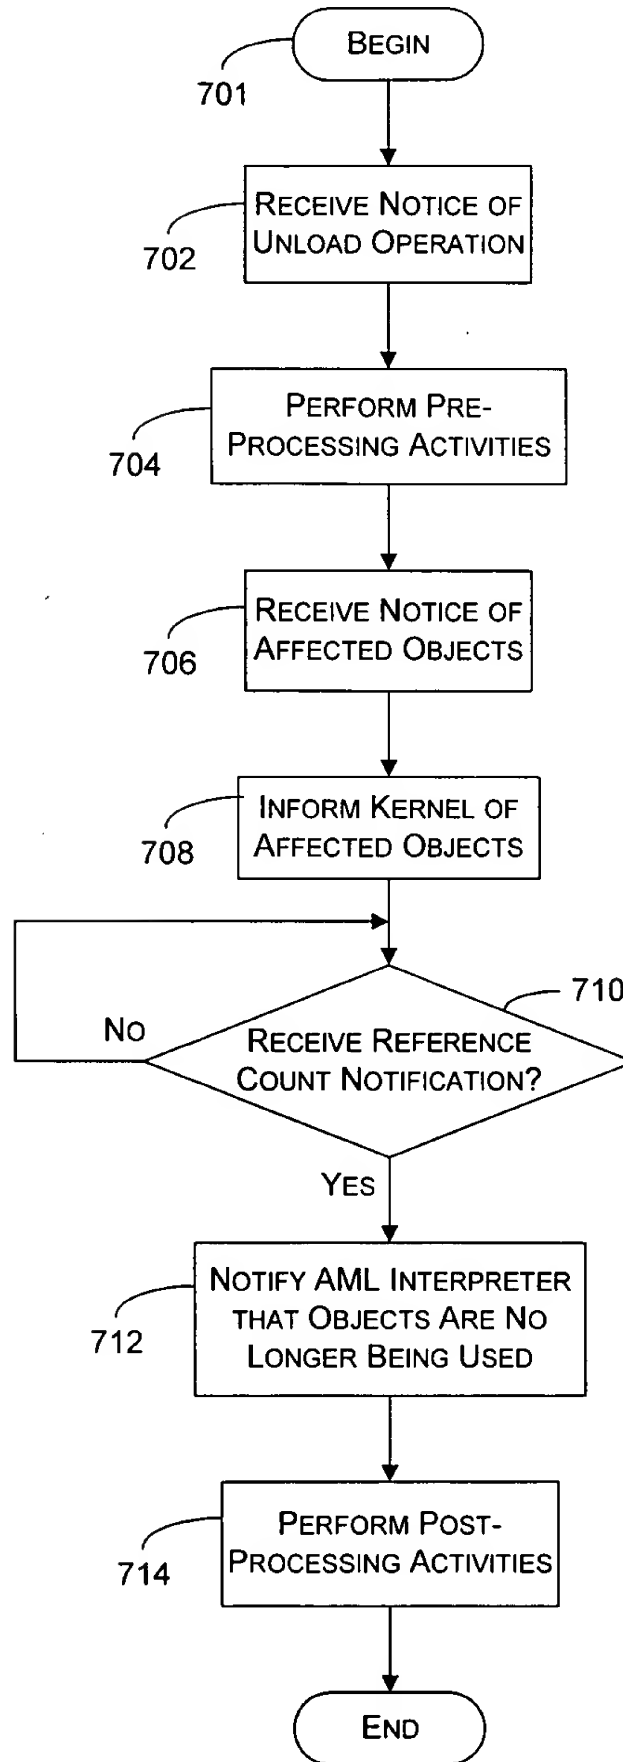 BEGIN
701
RECEIVE NOTICE OF
UNLOAD OPERATION
702
PERFORM PRE-
PROCESSING ACTIVITIES
704
RECEIVE NOTICE OF
AFFECTED OBJECTS
706
INFORM KERNEL OF
AFFECTED OBJECTS
708
710
NO
RECEIVE REFERENCE
COUNT NOTIFICATION?
YES
NOTIFY AML INTERPRETER
THAT OBJECTS ARE NO
LONGER BEING USED
712
PERFORM POST-
PROCESSING ACTIVITIES
714
END